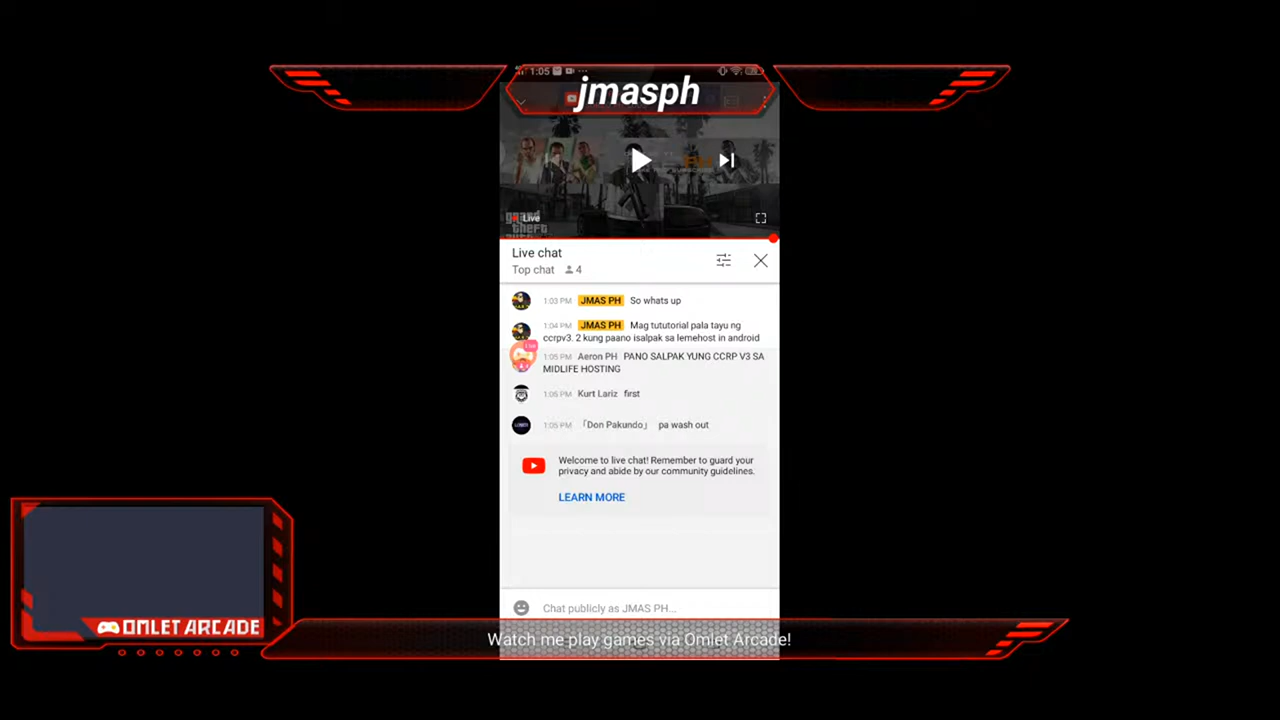 1:05
jmasph
Live
grand
theft
Live chat
Top chat 4
1:03 PM JMAS PH So whats up
1:04 PM JMAS PH Mag tututorial pala tayu ng
ccrpv3. 2 kung paano isalpak sa lemehost in android
Live
1:05 PM Aeron PH PANO SALPAK YUNG CCRP V3 SA
MIDLIFE HOSTING
1:05 PM Kurt Lariz first
1:05 PM 「Don Pakundo」 pa wash out
Welcome to live chat! Remember to guard your
privacy and abide by our community guidelines.
LEARN MORE
Chat publicly as JMAS PH...
OMLET ARCADE
Watch me play games via Omlet Arcade!